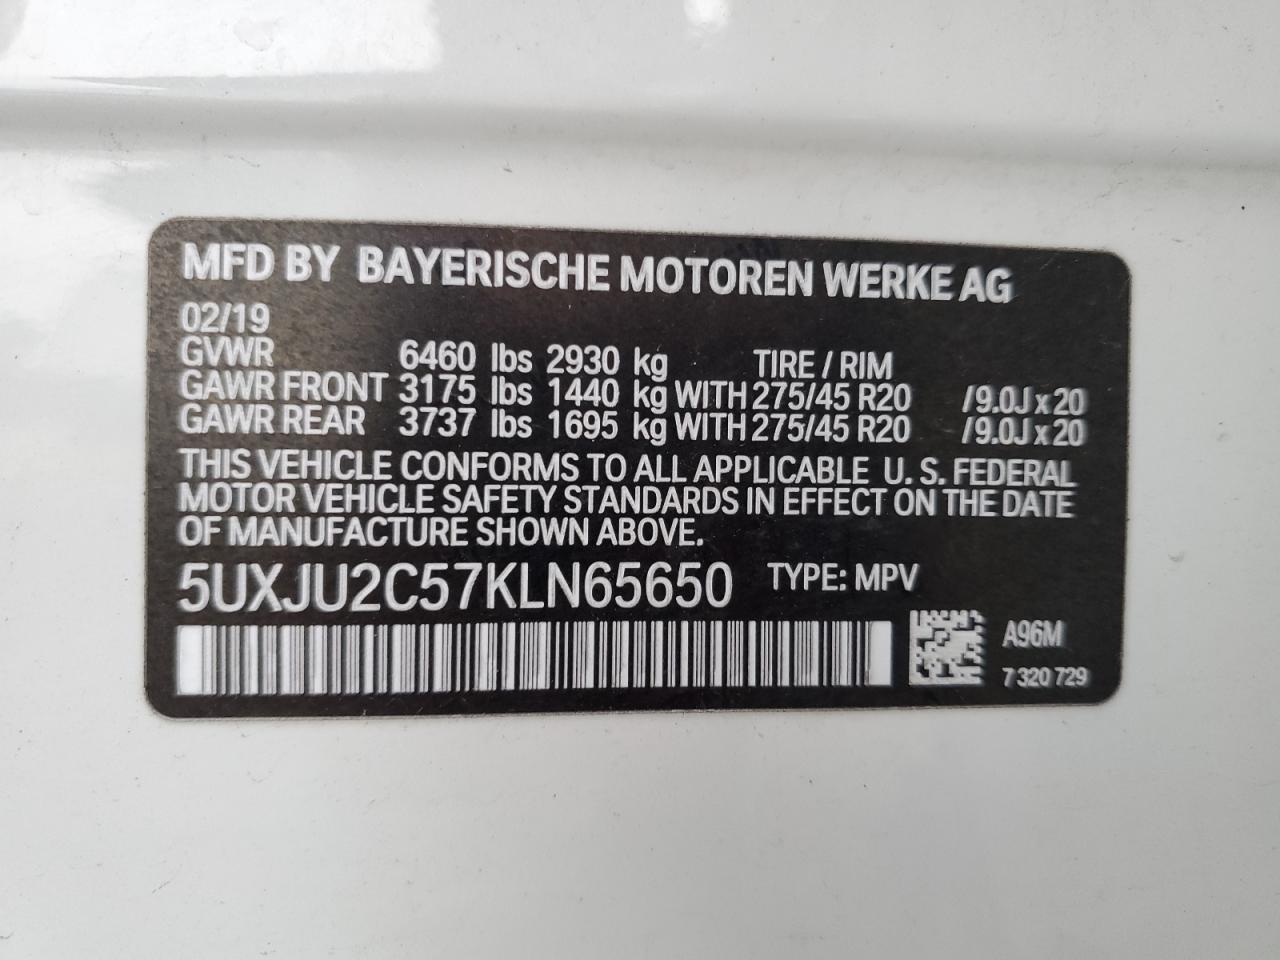 MFD BY BAYERISCHE MOTOREN WERKE AG
02/19
GVWR 6460 lbs 2930 kg TIRE / RIM
GAWR FRONT 3175 lbs 1440 kg WITH 275/45 R20 /9.0J x 20
GAWR REAR 3737 lbs 1695 kg WITH 275/45 R20 /9.0J x 20
THIS VEHICLE CONFORMS TO ALL APPLICABLE U. S. FEDERAL
MOTOR VEHICLE SAFETY STANDARDS IN EFFECT ON THE DATE
OF MANUFACTURE SHOWN ABOVE.
5UXJU2C57KLN65650 TYPE: MPV
A96M
7 320 729